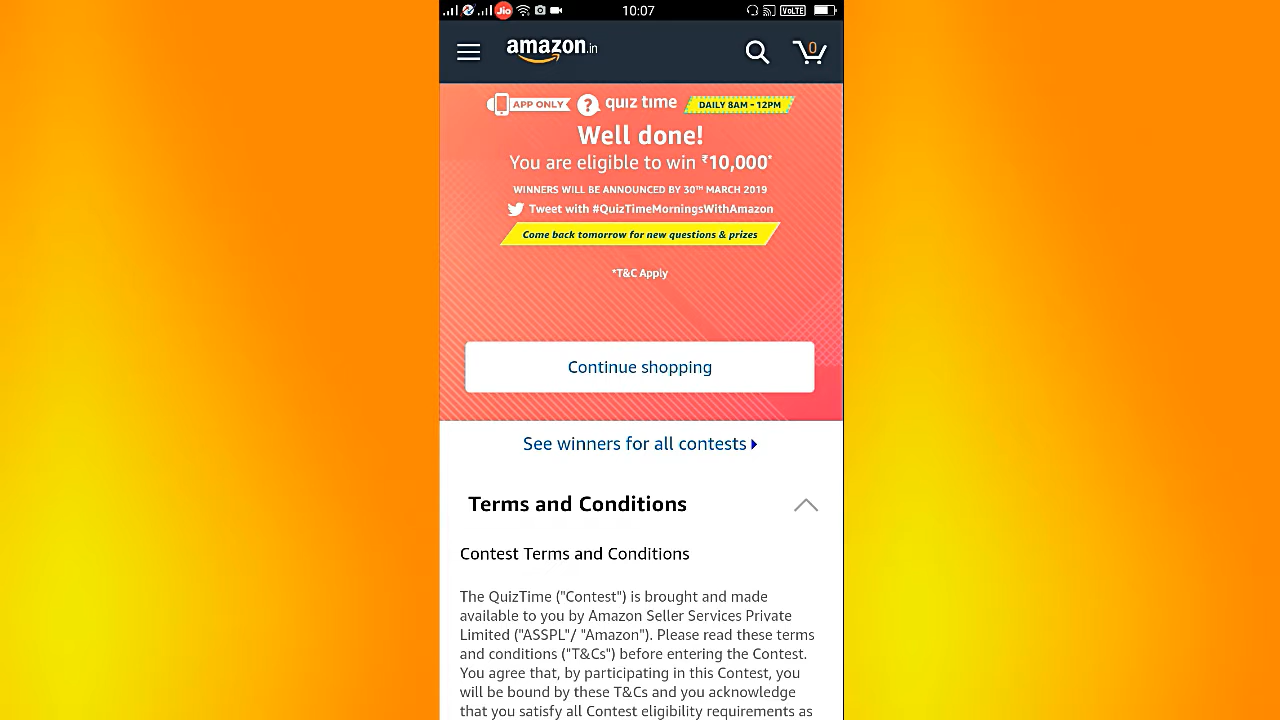 Jio 10:07 VoLTE
amazon.in 0
APP ONLY ? quiz time DAILY 8AM - 12PM
Well done!
You are eligible to win ₹10,000*
WINNERS WILL BE ANNOUNCED BY 30TH MARCH 2019
Tweet with #QuizTimeMorningsWithAmazon
Come back tomorrow for new questions & prizes
*T&C Apply
Continue shopping
See winners for all contests
Terms and Conditions
Contest Terms and Conditions
The QuizTime ("Contest") is brought and made
available to you by Amazon Seller Services Private
Limited ("ASSPL"/ "Amazon"). Please read these terms
and conditions ("T&Cs") before entering the Contest.
You agree that, by participating in this Contest, you
will be bound by these T&Cs and you acknowledge
that you satisfy all Contest eligibility requirements as